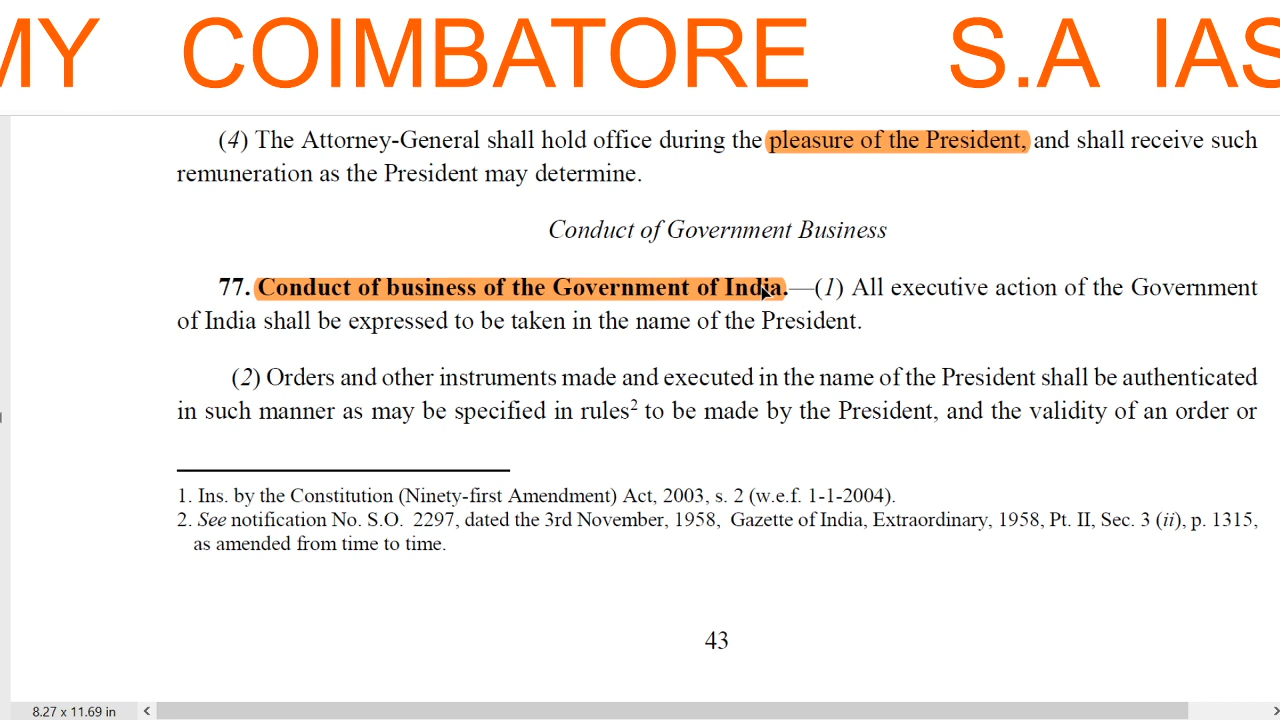 MY COIMBATORE S.A IAS
(4) The Attorney-General shall hold office during the pleasure of the President, and shall receive such
remuneration as the President may determine.
Conduct of Government Business
77. Conduct of business of the Government of India.—(1) All executive action of the Government
of India shall be expressed to be taken in the name of the President.
(2) Orders and other instruments made and executed in the name of the President shall be authenticated
in such manner as may be specified in rules2 to be made by the President, and the validity of an order or
1. Ins. by the Constitution (Ninety-first Amendment) Act, 2003, s. 2 (w.e.f. 1-1-2004).
2. See notification No. S.O. 2297, dated the 3rd November, 1958, Gazette of India, Extraordinary, 1958, Pt. II, Sec. 3 (ii), p. 1315,
as amended from time to time.
43
8.27 x 11.69 in